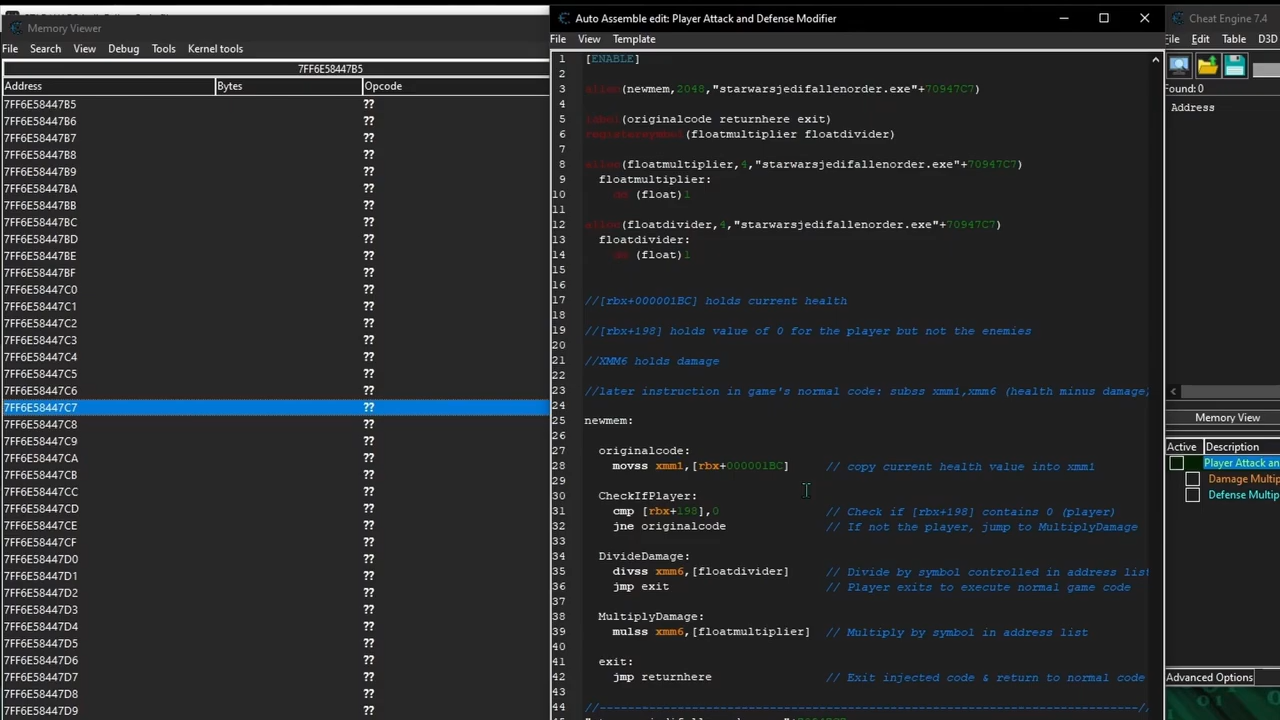 Memory Viewer
File Search View Debug Tools Kernel tools
7FF6E58447B5
Address Bytes Opcode
7FF6E58447B5 ??
7FF6E58447B6 ??
7FF6E58447B7 ??
7FF6E58447B8 ??
7FF6E58447B9 ??
7FF6E58447BA ??
7FF6E58447BB ??
7FF6E58447BC ??
7FF6E58447BD ??
7FF6E58447BE ??
7FF6E58447BF ??
7FF6E58447C0 ??
7FF6E58447C1 ??
7FF6E58447C2 ??
7FF6E58447C3 ??
7FF6E58447C4 ??
7FF6E58447C5 ??
7FF6E58447C6 ??
7FF6E58447C7 ??
7FF6E58447C8 ??
7FF6E58447C9 ??
7FF6E58447CA ??
7FF6E58447CB ??
7FF6E58447CC ??
7FF6E58447CD ??
7FF6E58447CE ??
7FF6E58447CF ??
7FF6E58447D0 ??
7FF6E58447D1 ??
7FF6E58447D2 ??
7FF6E58447D3 ??
7FF6E58447D4 ??
7FF6E58447D5 ??
7FF6E58447D6 ??
7FF6E58447D7 ??
7FF6E58447D8 ??
7FF6E58447D9 ??
Auto Assemble edit: Player Attack and Defense Modifier
File View Template
1 [ENABLE]
2
3 alloc(newmem,2048,"starwarsjedifallenorder.exe"+70947C7)
4
5 label(originalcode returnhere exit)
6 registersymbol(floatmultiplier floatdivider)
7
8 alloc(floatmultiplier,4,"starwarsjedifallenorder.exe"+70947C7)
9 floatmultiplier:
10 dd (float)1
11
12 alloc(floatdivider,4,"starwarsjedifallenorder.exe"+70947C7)
13 floatdivider:
14 dd (float)1
15
16
17 //[rbx+000001BC] holds current health
18
19 //[rbx+198] holds value of 0 for the player but not the enemies
20
21 //XMM6 holds damage
22
23 //later instruction in game's normal code: subss xmm1,xmm6 (health minus damage)
24
25 newmem:
26
27 originalcode:
28 movss xmm1,[rbx+000001BC] // copy current health value into xmm1
29
30 CheckIfPlayer:
31 cmp [rbx+198],0 // Check if [rbx+198] contains 0 (player)
32 jne originalcode // If not the player, jump to MultiplyDamage
33
34 DivideDamage:
35 divss xmm6,[floatdivider] // Divide by symbol controlled in address list
36 jmp exit // Player exits to execute normal game code
37
38 MultiplyDamage:
39 mulss xmm6,[floatmultiplier] // Multiply by symbol in address list
40
41 exit:
42 jmp returnhere // Exit injected code & return to normal code
43
44 //
Cheat Engine 7.4
File Edit Table D3D
Found:0
Address
Memory View
Active Description
Player Attack an
Damage Multip
Defense Multip
Advanced Options